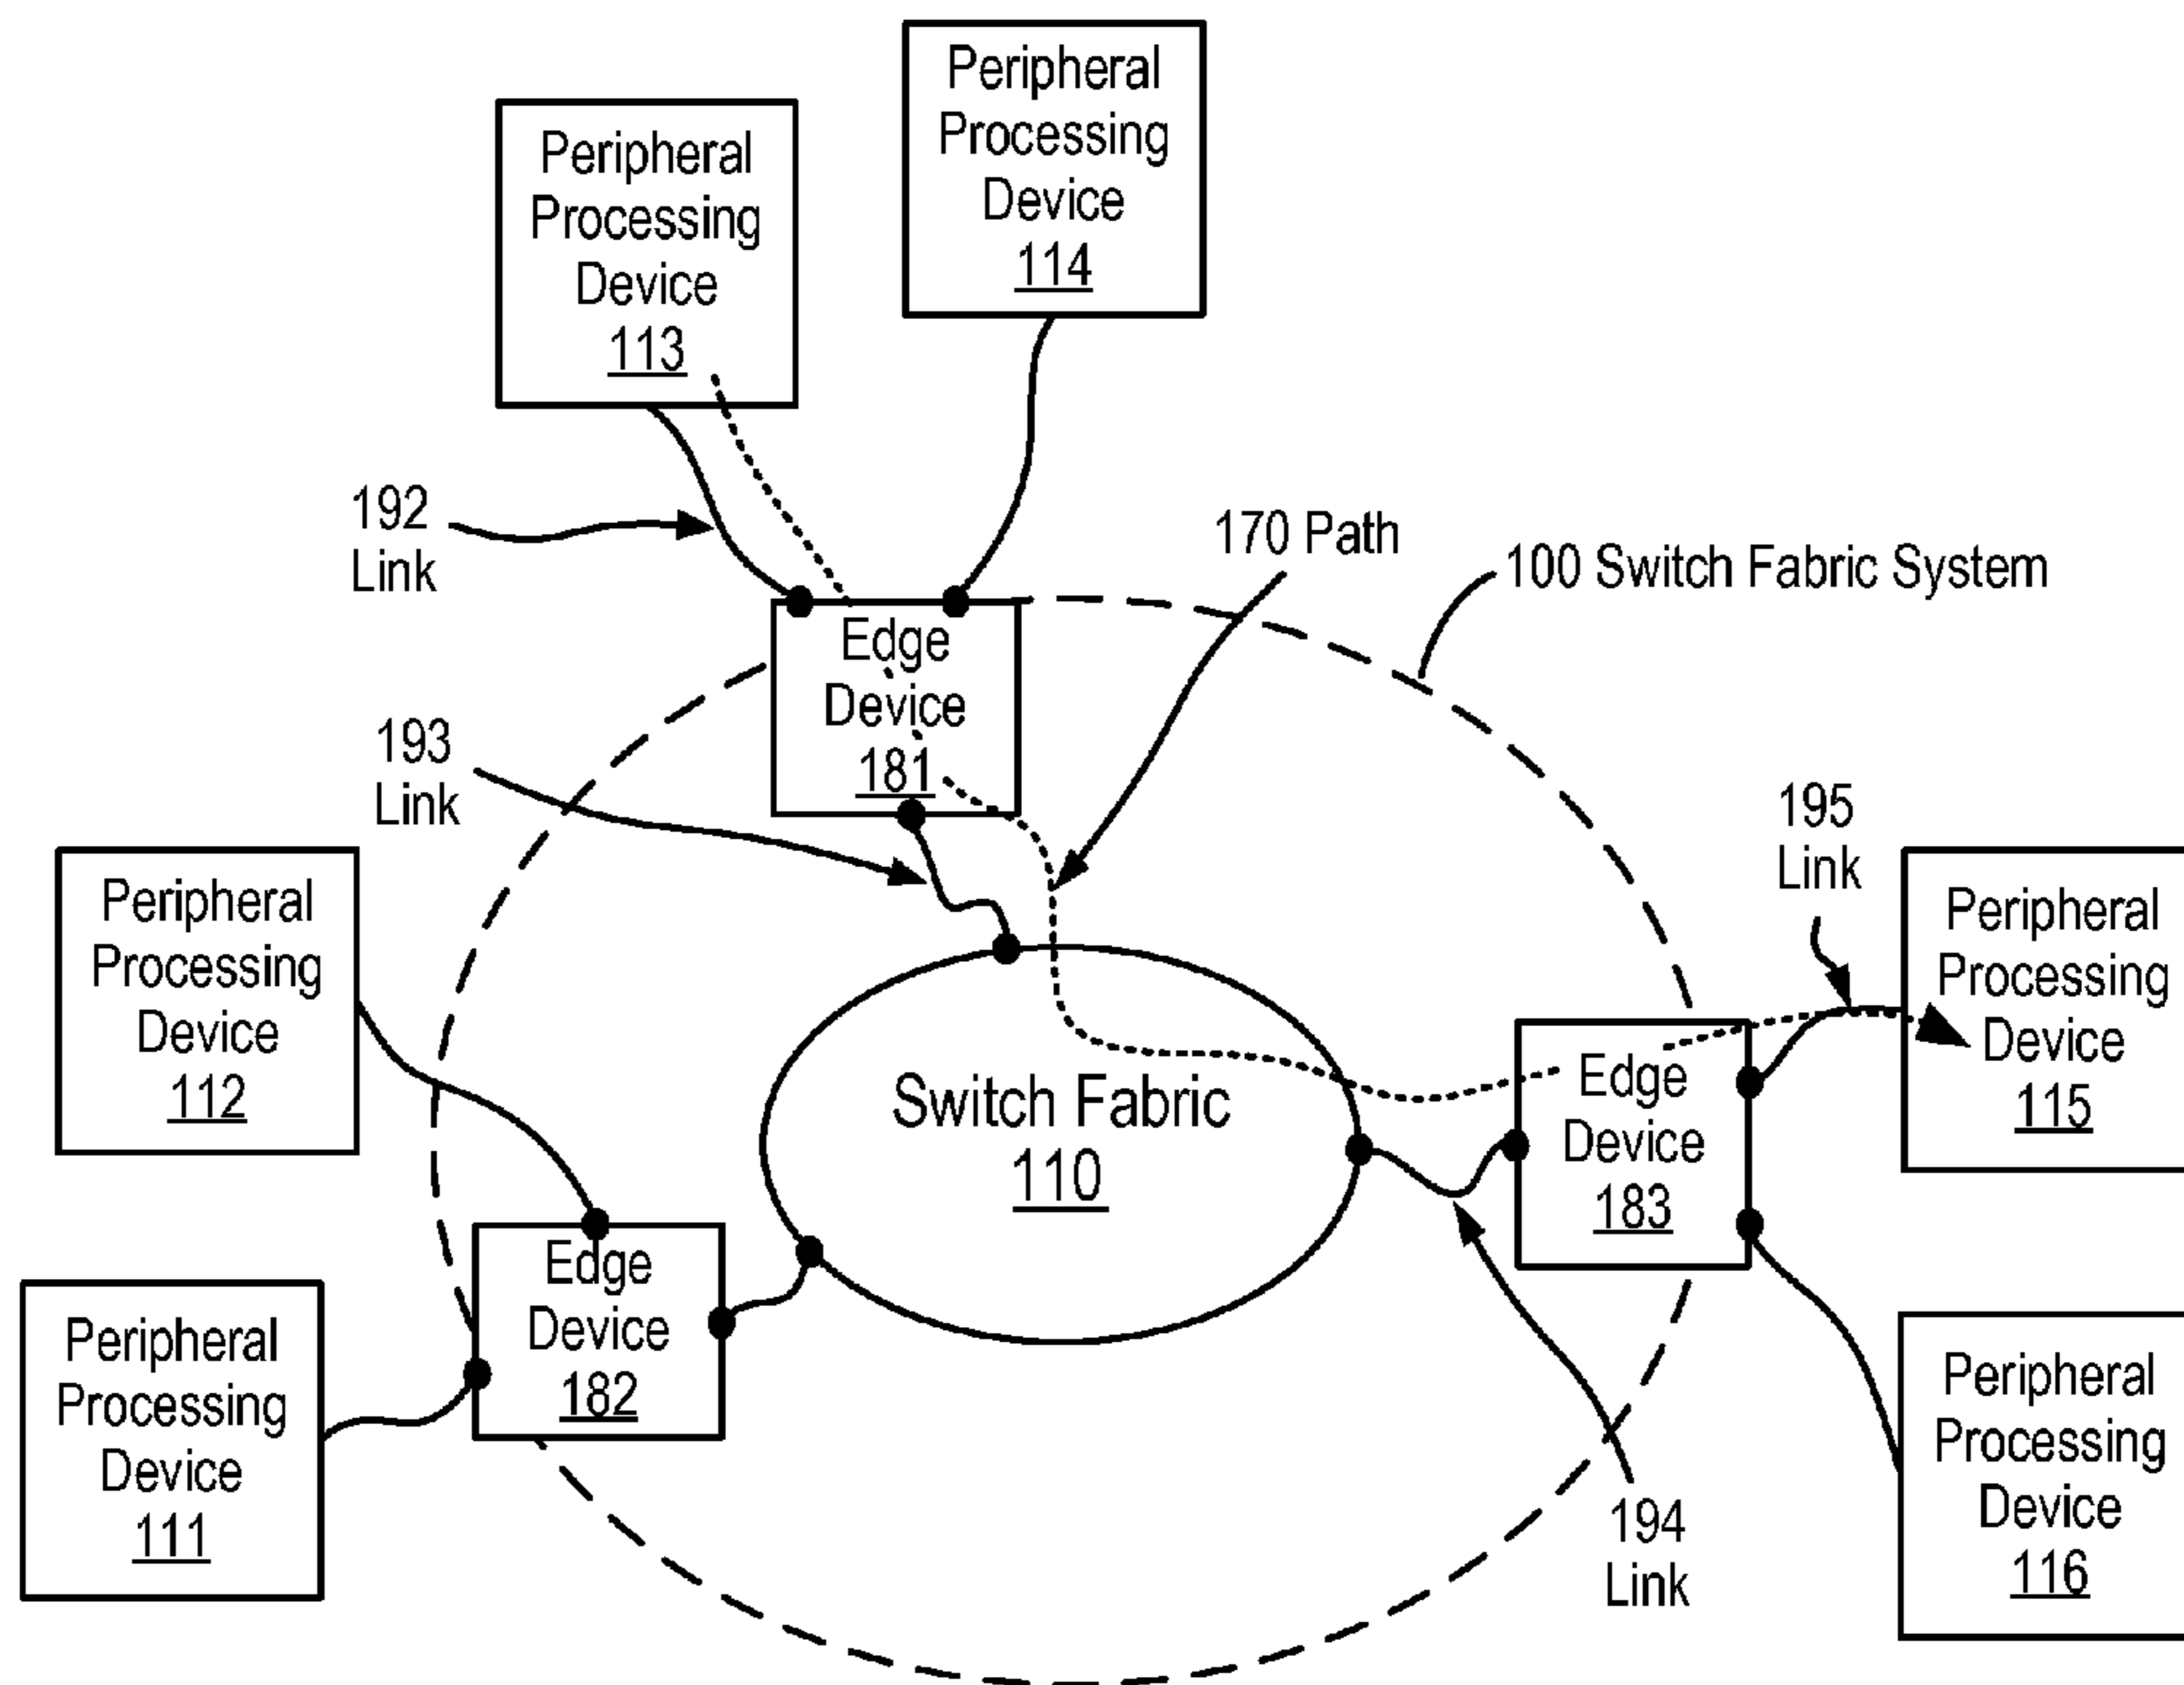 Peripheral
Processing
Device
114
Peripheral
Processing
Device
113
192
Link
170 Path
100 Switch Fabric System
Edge
Device
181
193
Link
195
Link
Peripheral
Processing
Device
112
Peripheral
Processing
Device
115
Switch Fabric
110
Edge
Device
183
Edge
Device
182
Peripheral
Processing
Device
111
Peripheral
Processing
Device
116
194
Link